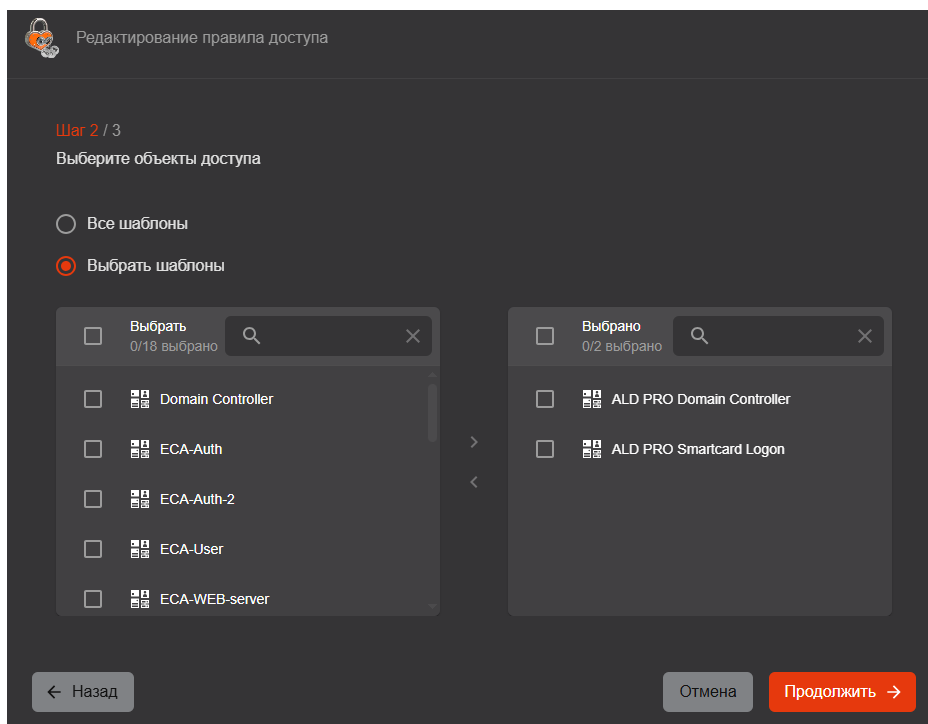 Редактирование правила доступа
Шаг 2 / 3
Выберите объекты доступа
Все шаблоны
Выбрать шаблоны
Выбрать
0/18 выбрано
Domain Controller
ECA-Auth
ECA-Auth-2
ECA-User
ECA-WEB-server
Выбрано
0/2 выбрано
ALD PRO Domain Controller
ALD PRO Smartcard Logon
Назад
Отмена
Продолжить